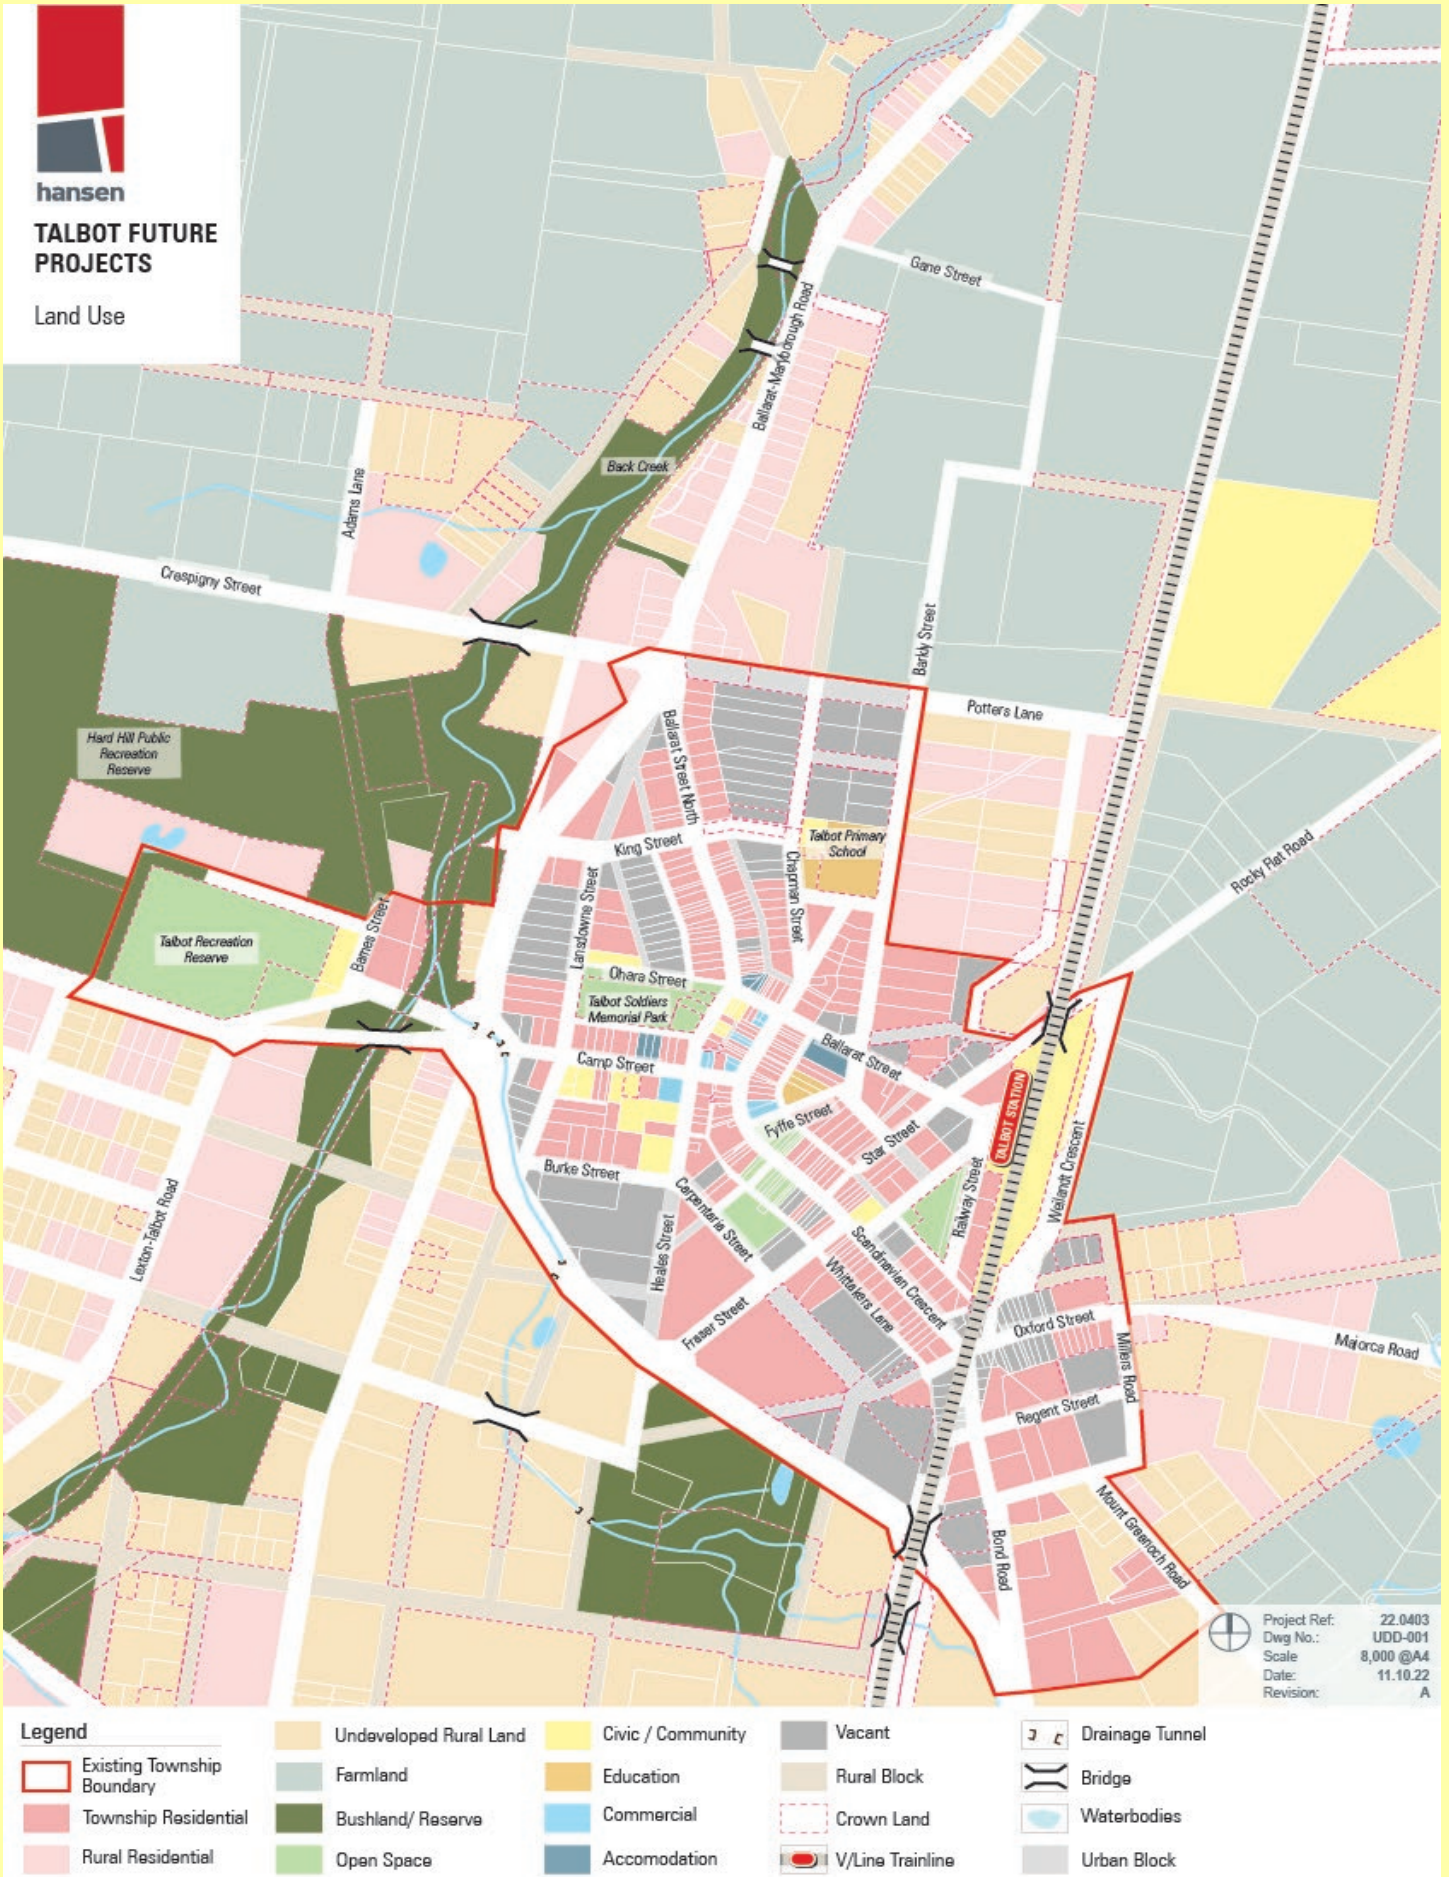 hansen
TALBOT FUTURE
PROJECTS
Land Use
Gane Street
Ballarat-Maryborough Road
Back Creek
Adams Lane
Crespigny Street
Barkly Street
Potters Lane
Hard Hill Public
Recreation
Reserve
Ballarat Street North
King Street
Talbot Primary
School
Rocky Flat Road
Chapman Street
Lansdowne Street
Barnes Street
Talbot Recreation
Reserve
Ohara Street
Talbot Soldiers
Memorial Park
Camp Street
Ballarat Street
TALBOT STATION
Fyffe Street
Star Street
Weilandt Crescent
Burke Street
Railway Street
Carpentaria Street
Lexton-Talbot Road
Heales Street
Scandinavian Crescent
Whittakers Lane
Fraser Street
Oxford Street
Majorca Road
Millers Road
Regent Street
Mount Greenoch Road
Bond Road
Project Ref: 22.0403
Dwg No.: UDD-001
Scale 8,000 @A4
Date: 11.10.22
Revision: A
Legend
Existing Township
Boundary
Township Residential
Rural Residential
Undeveloped Rural Land
Farmland
Bushland/ Reserve
Open Space
Civic / Community
Education
Commercial
Accomodation
Vacant
Rural Block
Crown Land
V/Line Trainline
Drainage Tunnel
Bridge
Waterbodies
Urban Block